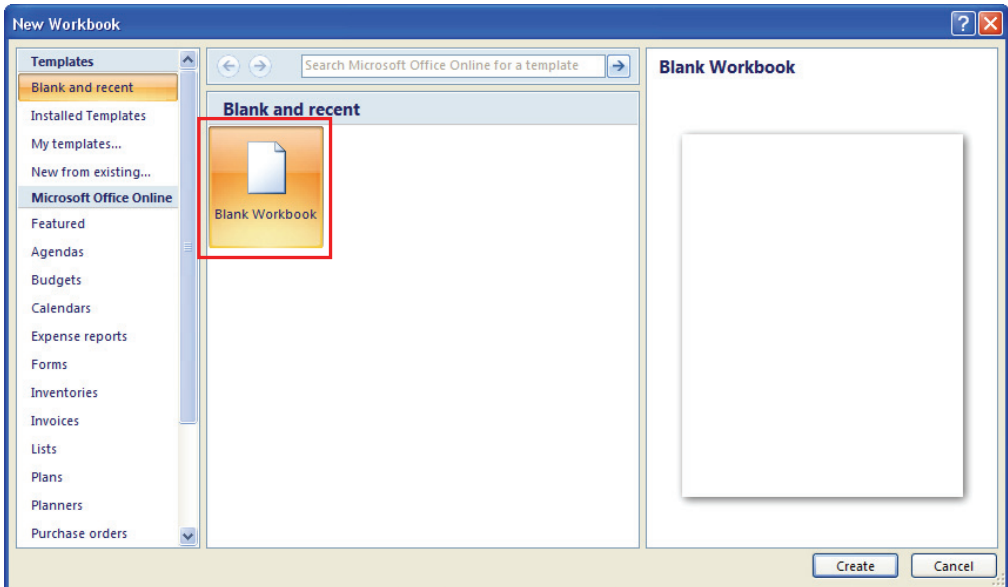 New Workbook
Templates
Blank and recent
Installed Templates
My templates...
New from existing...
Microsoft Office Online
Featured
Agendas
Budgets
Calendars
Expense reports
Forms
Inventories
Invoices
Lists
Plans
Planners
Purchase orders
Search Microsoft Office Online for a template
Blank and recent
Blank Workbook
Blank Workbook
Create
Cancel